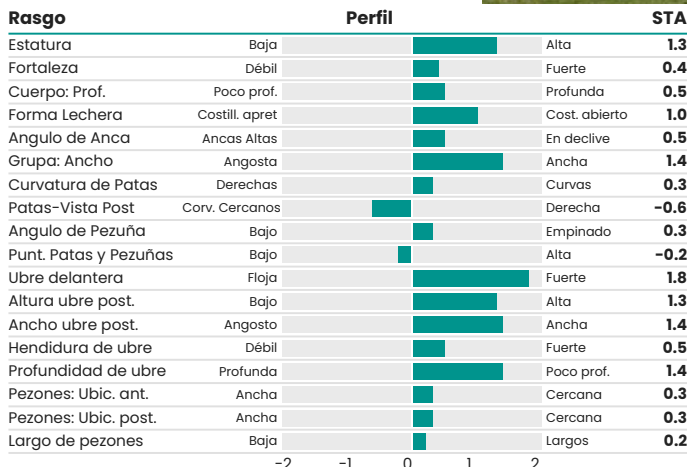 Rasgo Perfil STA
Estatura Baja Alta 1.3
Fortaleza Débil Fuerte 0.4
Cuerpo: Prof. Poco prof. Profunda 0.5
Forma Lechera Costill. apret Cost. abierto 1.0
Angulo de Anca Ancas Altas En declive 0.5
Grupa: Ancho Angosta Ancha 1.4
Curvatura de Patas Derechas Curvas 0.3
Patas-Vista Post Corv. Cercanos Derecha -0.6
Angulo de Pezuña Bajo Empinado 0.3
Punt. Patas y Pezuñas Bajo Alta -0.2
Ubre delantera Floja Fuerte 1.8
Altura ubre post. Bajo Alta 1.3
Ancho ubre post. Angosto Ancha 1.4
Hendidura de ubre Débil Fuerte 0.5
Profundidad de ubre Profunda Poco prof. 1.4
Pezones: Ubic. ant. Ancha Cercana 0.3
Pezones: Ubic. post. Ancha Cercana 0.3
Largo de pezones Baja Largos 0.2
-2 -1 0 1 2